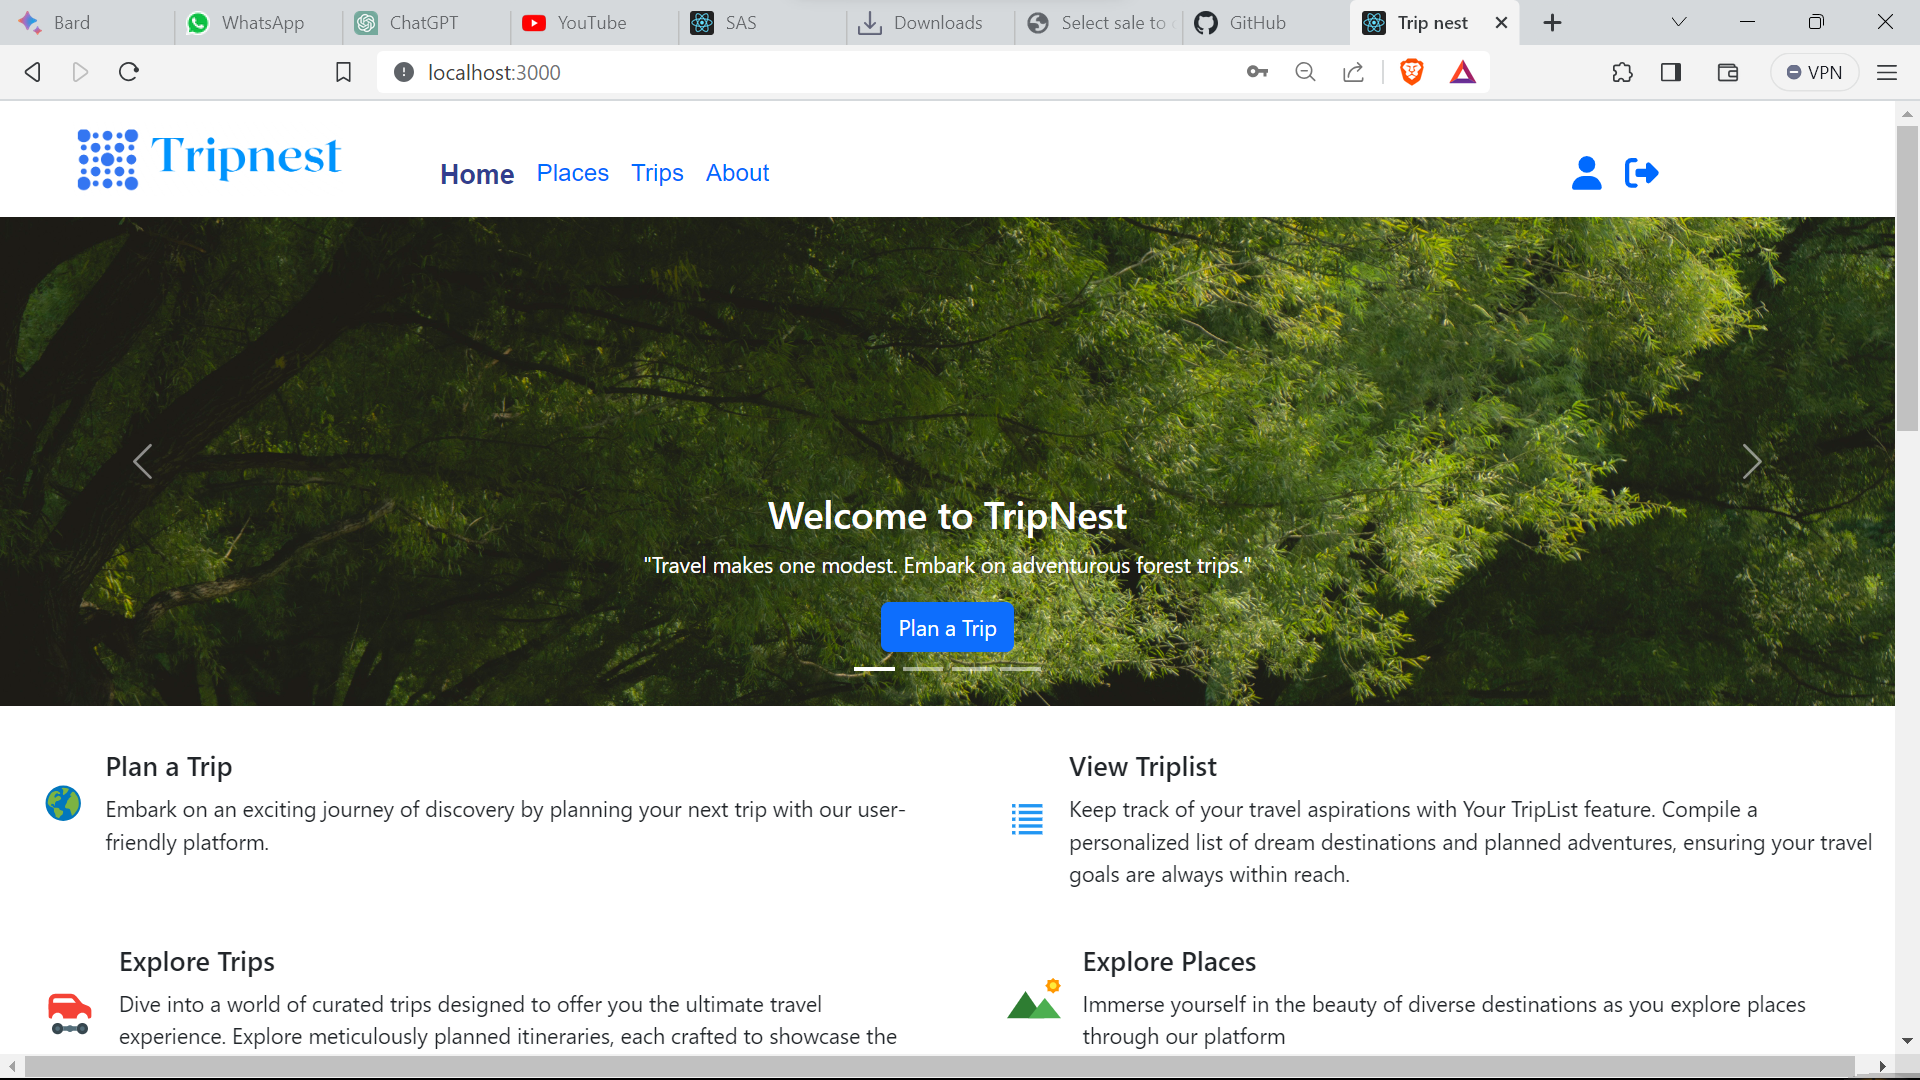 Bard
WhatsApp
ChatGPT
YouTube
SAS
Downloads
Select sale to
GitHub
Trip nest
localhost:3000
VPN
Tripnest
Home Places Trips About
Welcome to TripNest
"Travel makes one modest. Embark on adventurous forest trips."
Plan a Trip
Plan a Trip
Embark on an exciting journey of discovery by planning your next trip with our user-
friendly platform.
View Triplist
Keep track of your travel aspirations with Your TripList feature. Compile a
personalized list of dream destinations and planned adventures, ensuring your travel
goals are always within reach.
Explore Trips
Dive into a world of curated trips designed to offer you the ultimate travel
experience. Explore meticulously planned itineraries, each crafted to showcase the
Explore Places
Immerse yourself in the beauty of diverse destinations as you explore places
through our platform